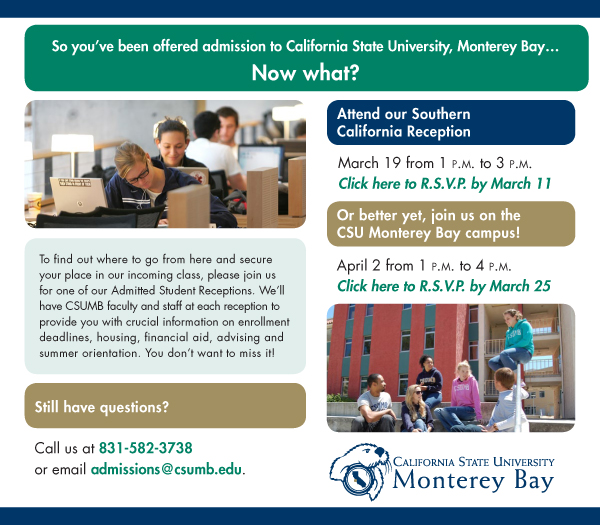 So you've been offered admission to California State University, Monterey Bay…
Now what?
To find out where to go from here and secure
your place in our incoming class, please join us
for one of our Admitted Student Receptions. We'll
have CSUMB faculty and staff at each reception to
provide you with crucial information on enrollment
deadlines, housing, financial aid, advising and
summer orientation. You don't want to miss it!
Still have questions?
Call us at 831-582-3738
or email admissions@csumb.edu.
Attend our Southern
California Reception
March 19 from 1 P.M. to 3 P.M.
Click here to R.S.V.P. by March 11
Or better yet, join us on the
CSU Monterey Bay campus!
April 2 from 1 P.M. to 4 P.M.
Click here to R.S.V.P. by March 25
CALIFORNIA STATE UNIVERSITY
Monterey Bay